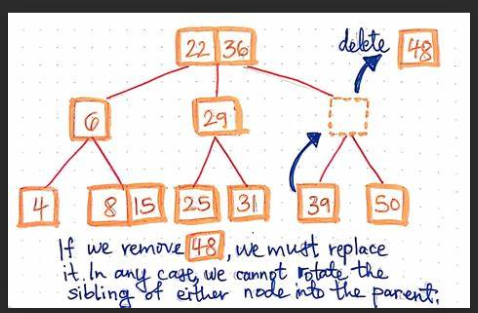 22 36 delete 48
6 29
4 8 15 25 31 39 50
If we remove 48, we must replace
it. In any case, we cannot rotate the
sibling of either node into the parent.